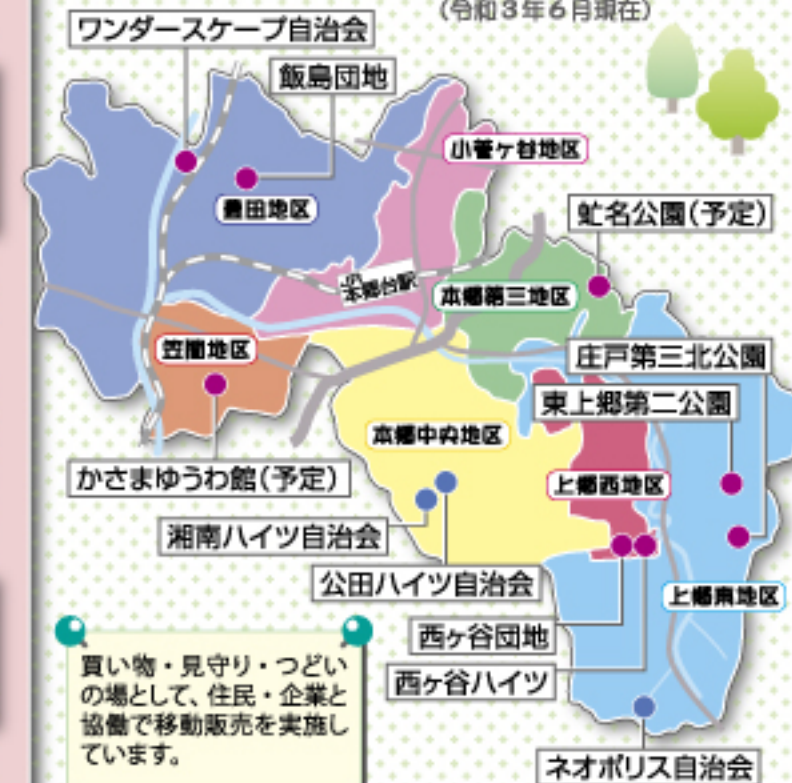 (令和3年6月現在)
ワンダースケープ自治会
飯島団地
小菅ヶ谷地区
豊田地区
虹名公園(予定)
JR
本郷台駅
本郷第三地区
笠間地区
庄戸第三北公園
東上郷第二公園
本郷中央地区
かさまゆうわ館(予定)
上郷西地区
湘南ハイツ自治会
公田ハイツ自治会
上郷東地区
西ヶ谷団地
西ヶ谷ハイツ
買い物・見守り・つどい
の場として、住民・企業と
協働で移動販売を実施し
ています。
ネオポリス自治会